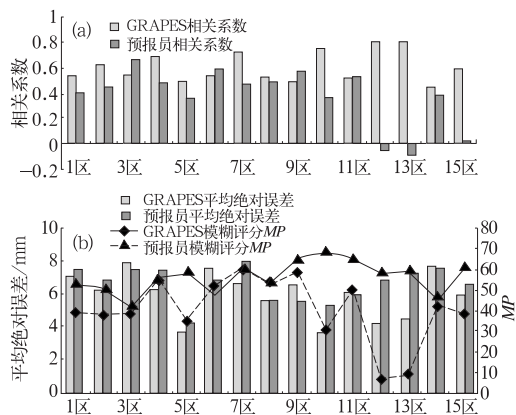 (a)
GRAPES相关系数
预报员相关系数
相关系数
1
0.8
0.6
0.4
0.2
0
-0.2
1区 3区 5区 7区 9区 11区 13区 15区
GRAPES平均绝对误差
预报员平均绝对误差
GRAPES模糊评分MP
预报员模糊评分MP
(b)
平均绝对误差/mm
10
8
6
4
2
0
80
70
60
50
40
30
20
10
0
MP
1区 3区 5区 7区 9区 11区 13区 15区